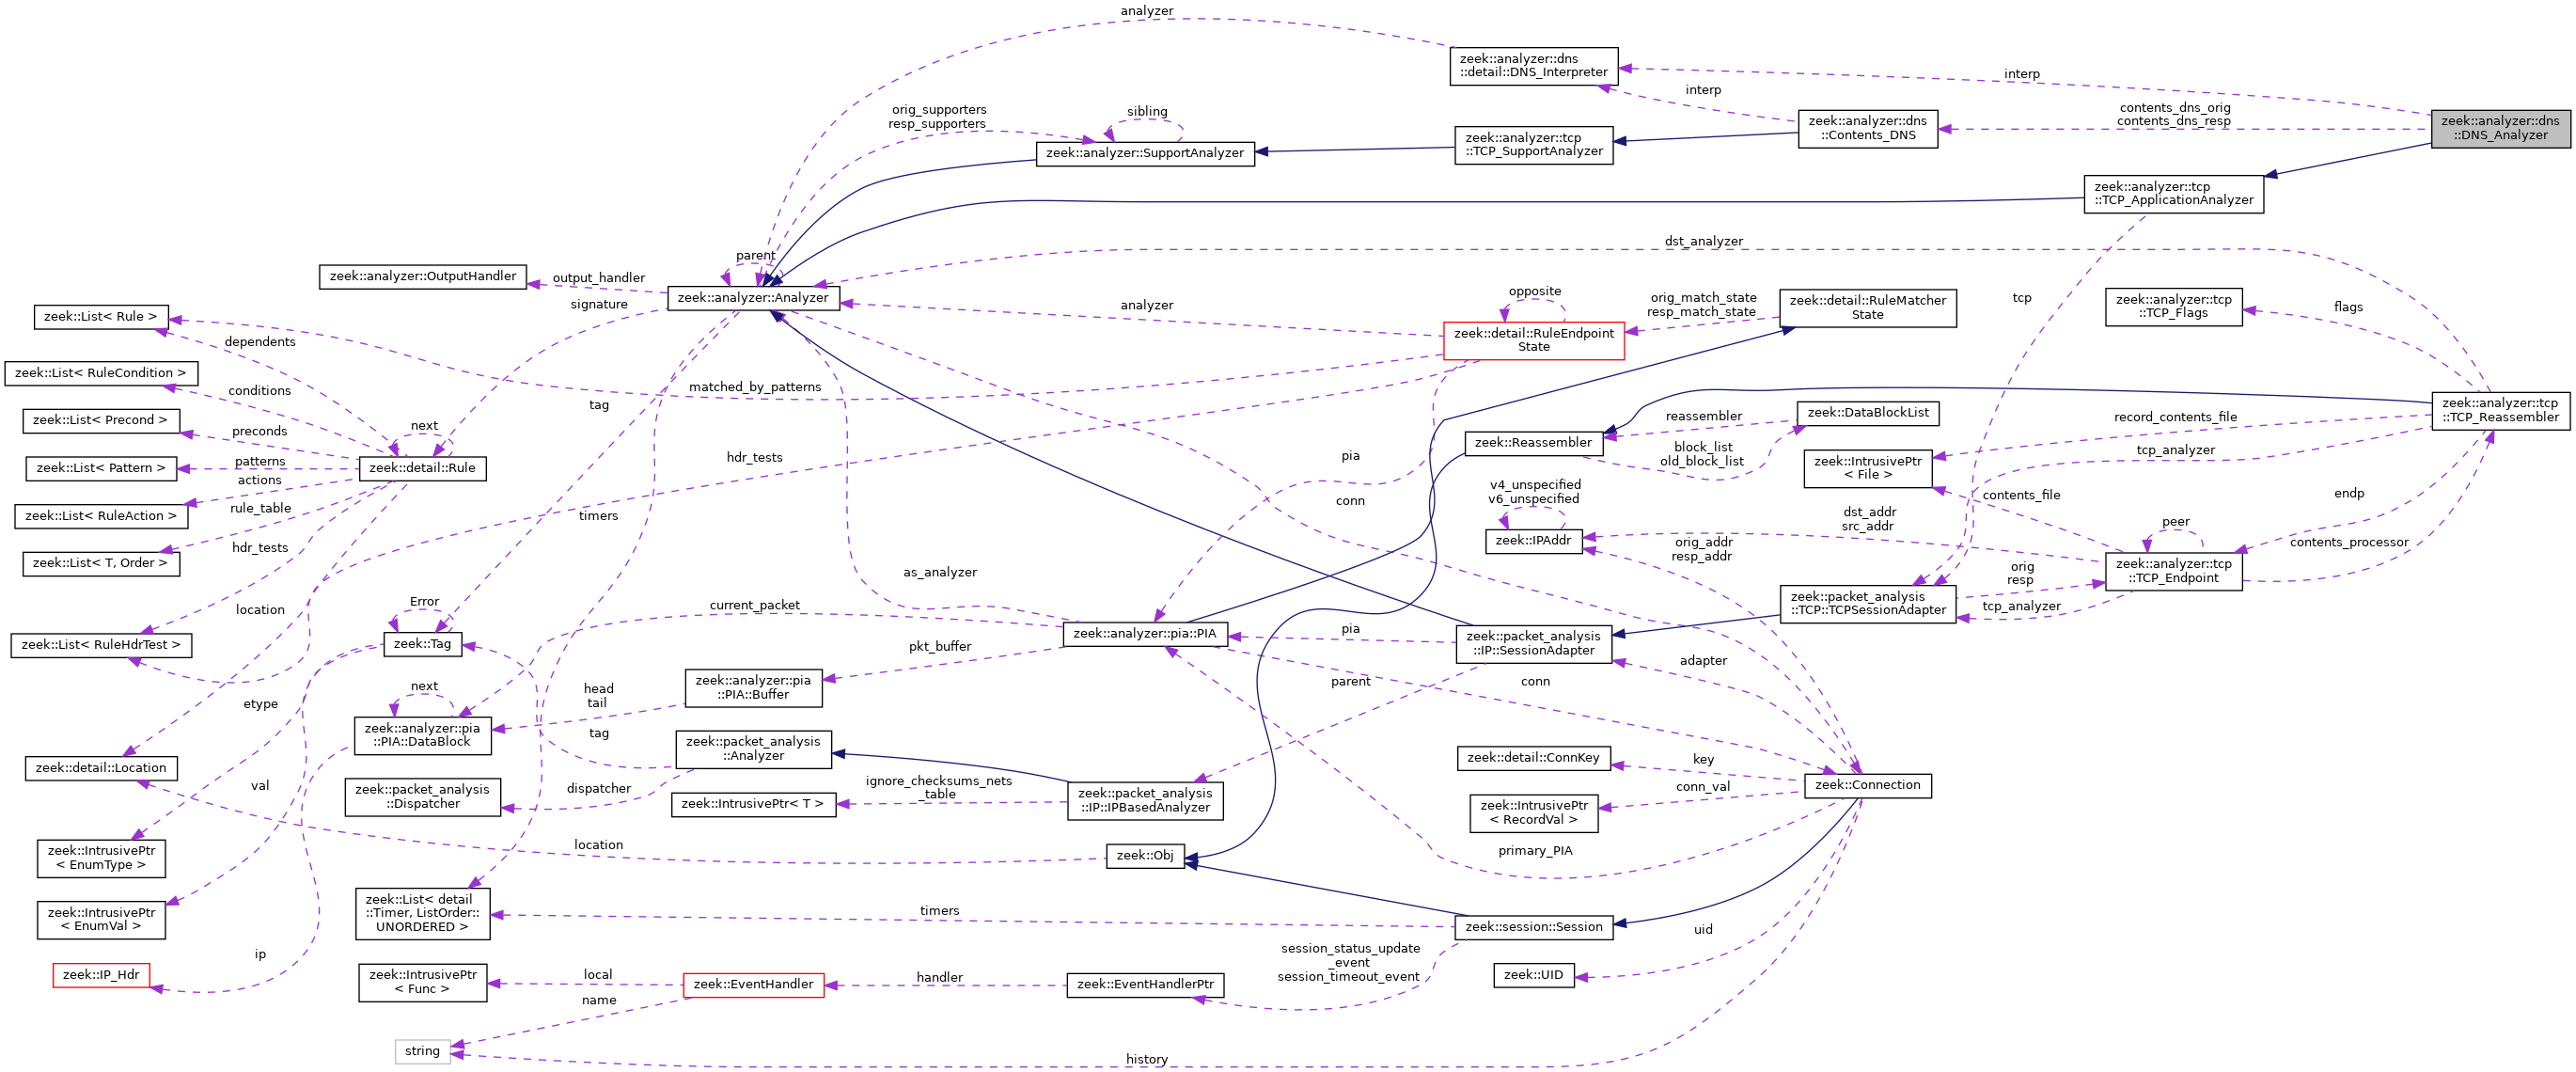 analyzer
zeek::analyzer::dns
::detail::DNS_Interpreter
interp
interp
contents_dns_orig
contents_dns_resp
zeek::analyzer::dns
::DNS_Analyzer
zeek::analyzer::dns
::Contents_DNS
orig_supporters
resp_supporters
sibling
zeek::analyzer::tcp
::TCP_SupportAnalyzer
zeek::analyzer::SupportAnalyzer
zeek::analyzer::tcp
::TCP_ApplicationAnalyzer
dst_analyzer
parent
zeek::analyzer::OutputHandler
output_handler
zeek::analyzer::Analyzer
signature
analyzer
opposite
orig_match_state
resp_match_state
zeek::detail::RuleMatcher
State
tcp
zeek::analyzer::tcp
::TCP_Flags
flags
zeek::List< Rule >
dependents
zeek::detail::RuleEndpoint
State
zeek::List< RuleCondition >
conditions
matched_by_patterns
tag
zeek::List< Precond >
preconds
next
reassembler
zeek::DataBlockList
record_contents_file
zeek::analyzer::tcp
::TCP_Reassembler
zeek::Reassembler
block_list
old_block_list
tcp_analyzer
zeek::List< Pattern >
patterns
zeek::detail::Rule
hdr_tests
pia
zeek::IntrusivePtr
< File >
actions
zeek::List< RuleAction >
rule_table
timers
conn
v4_unspecified
v6_unspecified
contents_file
endp
dst_addr
src_addr
peer
zeek::IPAddr
orig_addr
resp_addr
contents_processor
zeek::List< T, Order >
hdr_tests
as_analyzer
orig
resp
zeek::analyzer::tcp
::TCP_Endpoint
zeek::packet_analysis
::TCP::TCPSessionAdapter
tcp_analyzer
location
Error
current_packet
zeek::List< RuleHdrTest >
zeek::Tag
zeek::analyzer::pia::PIA
pia
zeek::packet_analysis
::IP::SessionAdapter
pkt_buffer
adapter
next
head
tail
zeek::analyzer::pia
::PIA::Buffer
parent
conn
etype
zeek::analyzer::pia
::PIA::DataBlock
tag
zeek::packet_analysis
::Analyzer
zeek::detail::ConnKey
key
zeek::detail::Location
val
zeek::packet_analysis
::Dispatcher
dispatcher
ignore_checksums_nets
_table
zeek::IntrusivePtr< T >
zeek::packet_analysis
::IP::IPBasedAnalyzer
zeek::IntrusivePtr
< RecordVal >
conn_val
zeek::Connection
zeek::IntrusivePtr
< EnumType >
location
zeek::Obj
primary_PIA
zeek::IntrusivePtr
< EnumVal >
zeek::List< detail
::Timer, ListOrder::
UNORDERED >
timers
zeek::session::Session
uid
ip
session_status_update
_event
session_timeout_event
zeek::IP_Hdr
zeek::IntrusivePtr
< Func >
local
name
zeek::EventHandler
handler
zeek::EventHandlerPtr
zeek::UID
string
history